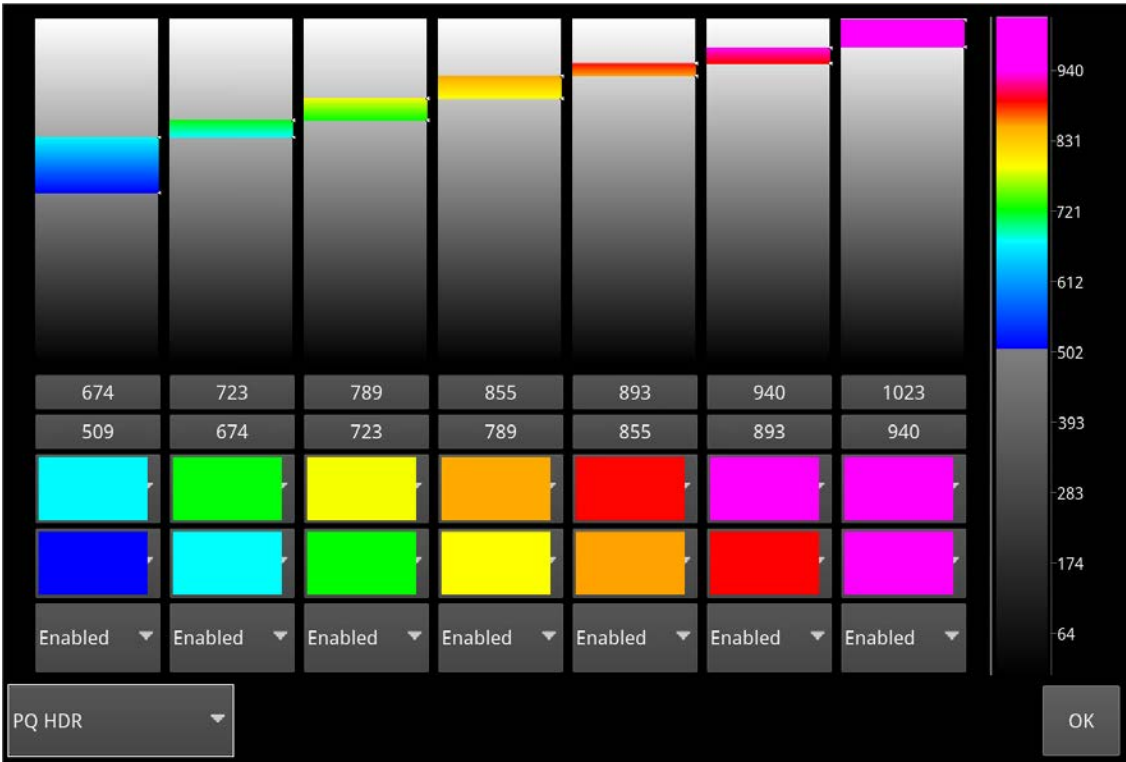 674 723 789 855 893 940 1023
509 674 723 789 855 893 940
Enabled Enabled Enabled Enabled Enabled Enabled Enabled
PQ HDR
940
831
721
612
502
393
283
174
64
OK